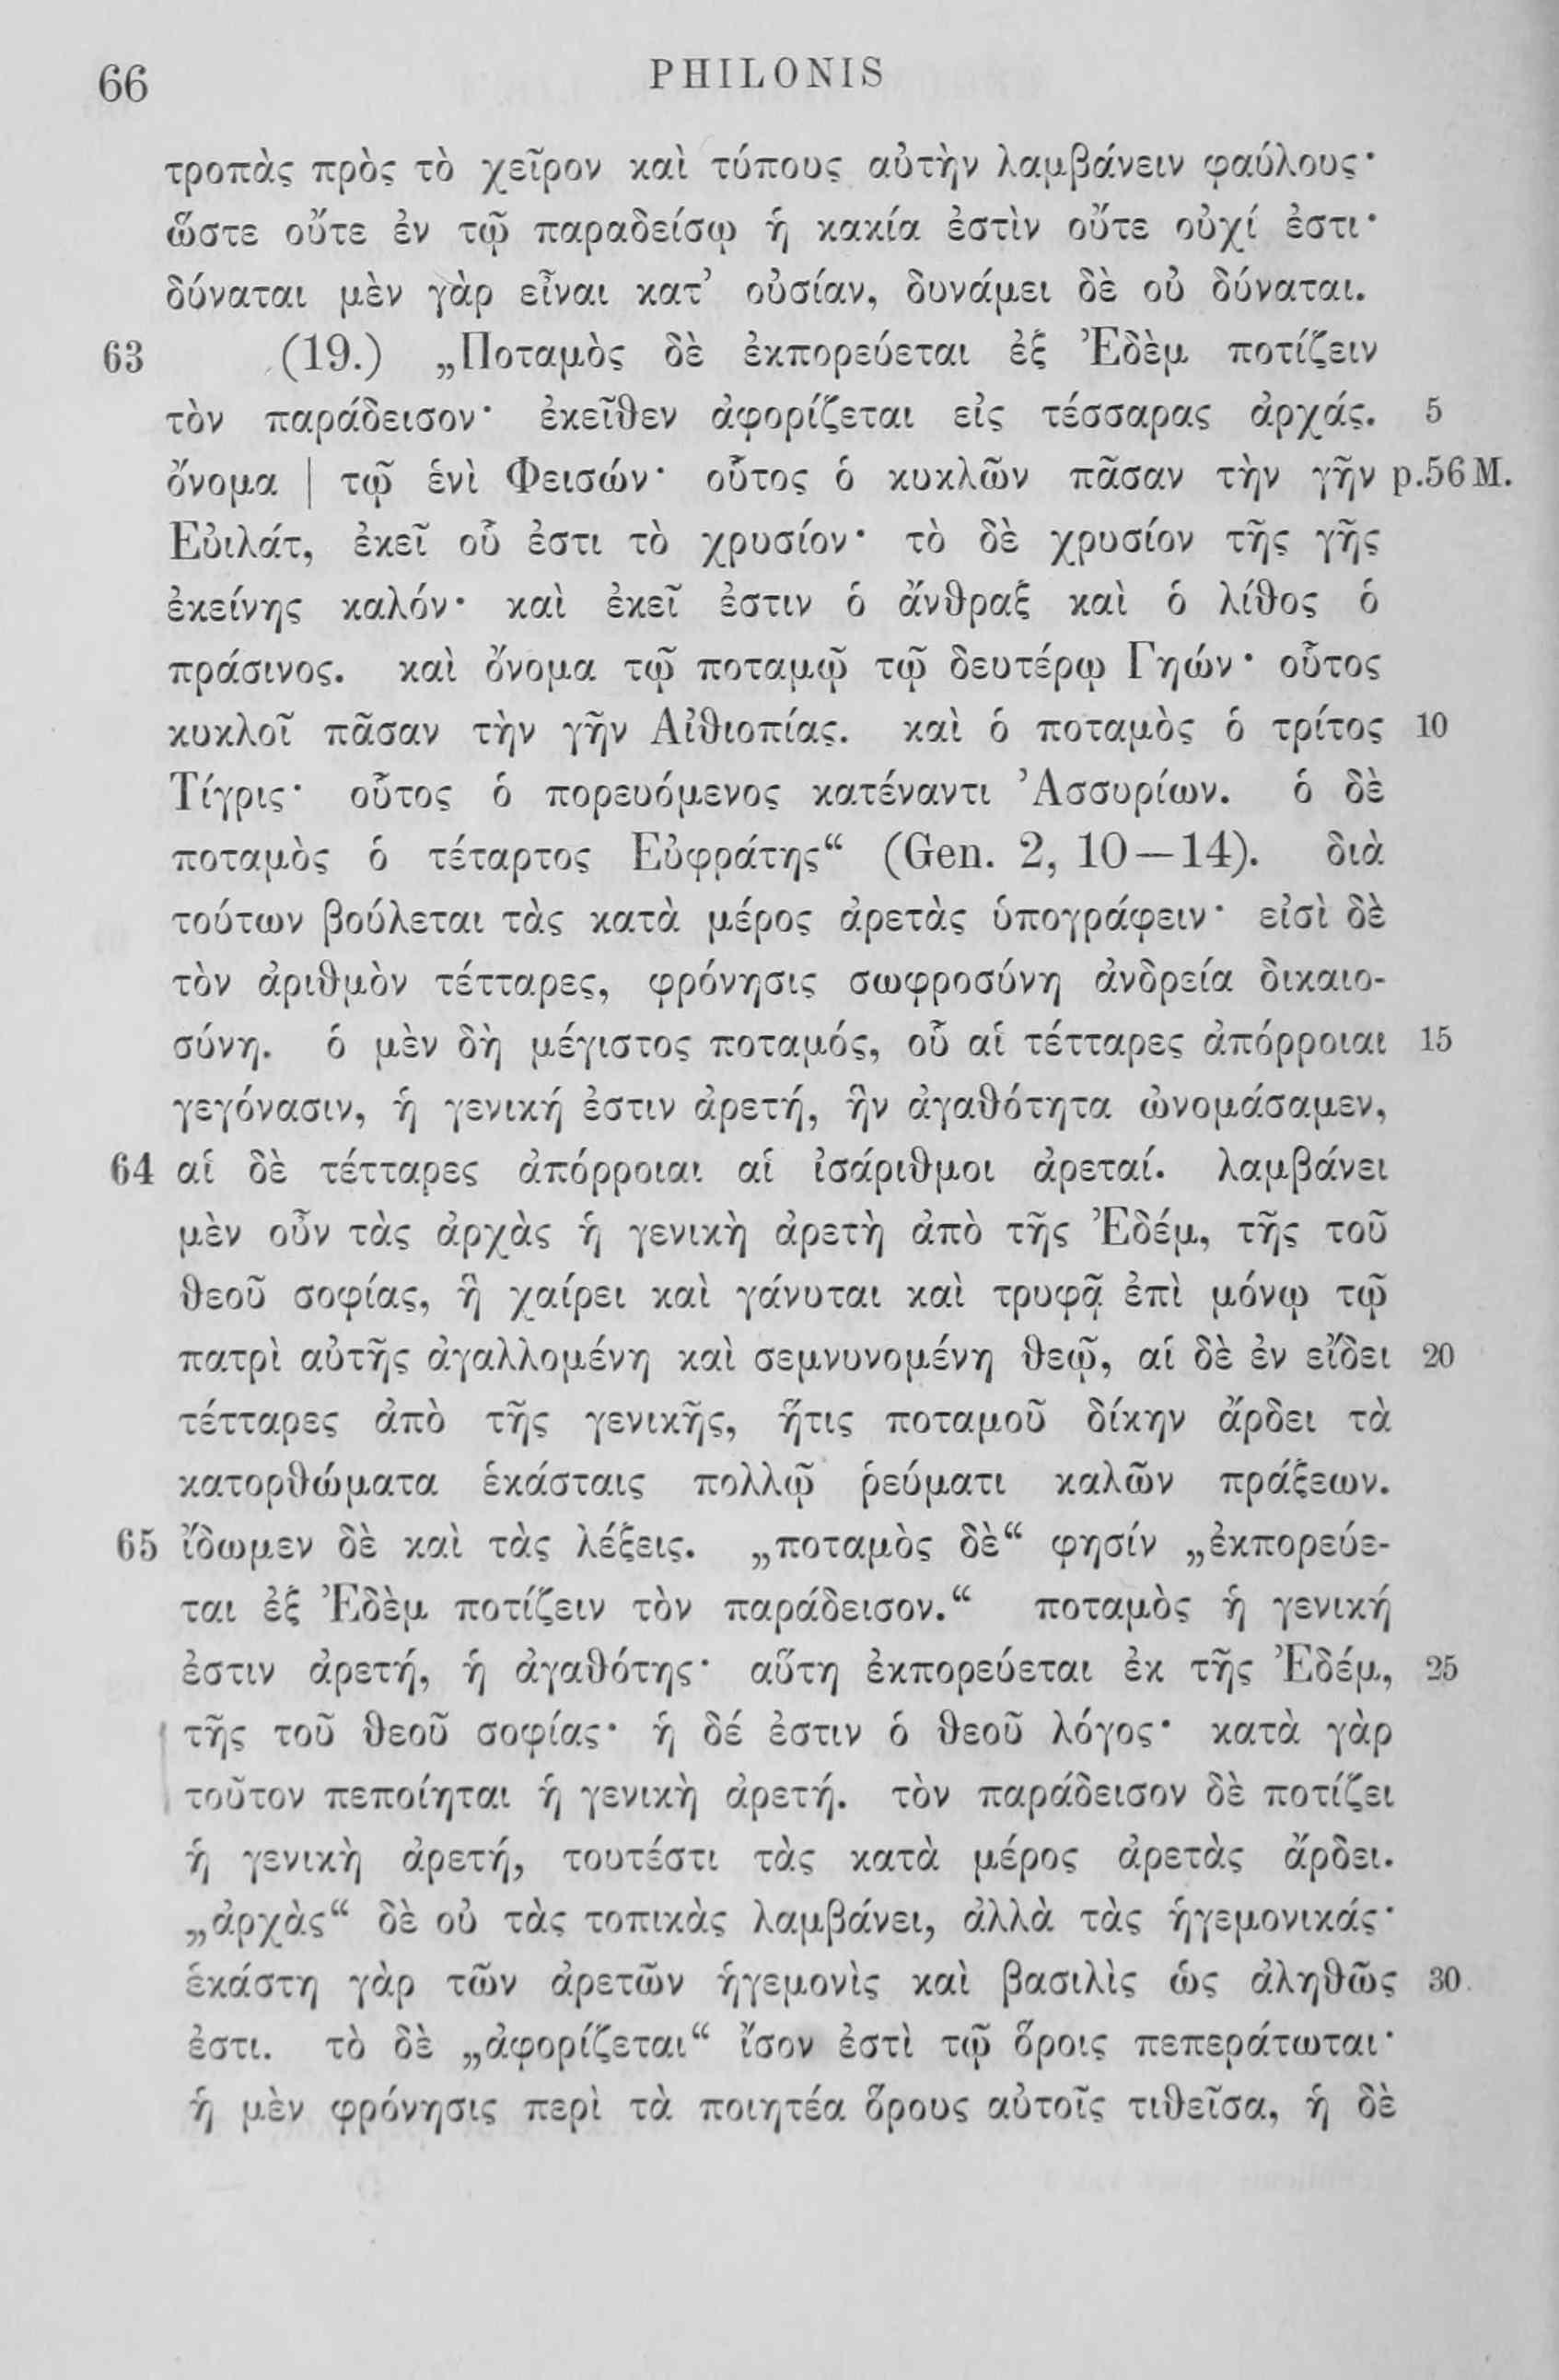 66 PHILONIS
τροπὰς πρὸς τὸ χεῖρον καὶ τύπους αὐτὴν λαμβάνειν φαύλους·
ὥστε οὔτε ἐν τῷ παραδείσῳ ἡ κακία ἐστὶν οὔτε οὐχί ἐστι·
δύναται μὲν γὰρ εἶναι κατ’ οὐσίαν, δυνάμει δὲ οὐ δύναται.
63 (19.) „Ποταμὸς δὲ ἐκπορεύεται ἐξ Ἐδὲμ ποτίζειν
τὸν παράδεισον· ἐκεῖθεν ἀφορίζεται εἰς τέσσαρας ἀρχάς. 5
ὄνομα | τῷ ἑνὶ Φεισών· οὗτος ὁ κυκλῶν πᾶσαν τὴν γῆν p.56 M.
Εὐιλάτ, ἐκεῖ οὗ ἐστι τὸ χρυσίον· τὸ δὲ χρυσίον τῆς γῆς
ἐκείνης καλόν· καὶ ἐκεῖ ἐστιν ὁ ἄνθραξ καὶ ὁ λίθος ὁ
πράσινος. καὶ ὄνομα τῷ ποταμῷ τῷ δευτέρῳ Γηών· οὗτος
κυκλοῖ πᾶσαν τὴν γῆν Αἰθιοπίας. καὶ ὁ ποταμὸς ὁ τρίτος 10
Τίγρις· οὗτος ὁ πορευόμενος κατέναντι Ἀσσυρίων. ὁ δὲ
ποταμὸς ὁ τέταρτος Εὐφράτης“ (Gen. 2, 10—14). διὰ
τούτων βούλεται τὰς κατὰ μέρος ἀρετὰς ὑπογράφειν· εἰσὶ δὲ
τὸν ἀριθμὸν τέτταρες, φρόνησις σωφροσύνη ἀνδρεία δικαιο-
σύνη. ὁ μὲν δὴ μέγιστος ποταμός, οὗ αἱ τέτταρες ἀπόρροιαι 15
γεγόνασιν, ἡ γενική ἐστιν ἀρετή, ἣν ἀγαθότητα ὠνομάσαμεν,
64 αἱ δὲ τέτταρες ἀπόρροιαι αἱ ἰσάριθμοι ἀρεταί. λαμβάνει
μὲν οὖν τὰς ἀρχὰς ἡ γενικὴ ἀρετὴ ἀπὸ τῆς Ἐδέμ, τῆς τοῦ
θεοῦ σοφίας, ἣ χαίρει καὶ γάνυται καὶ τρυφᾷ ἐπὶ μόνῳ τῷ
πατρὶ αὐτῆς ἀγαλλομένη καὶ σεμνυνομένη θεῷ, αἱ δὲ ἐν εἴδει 20
τέτταρες ἀπὸ τῆς γενικῆς, ἥτις ποταμοῦ δίκην ἄρδει τὰ
κατορθώματα ἑκάσταις πολλῷ ῥεύματι καλῶν πράξεων.
65 ἴδωμεν δὲ καὶ τὰς λέξεις. „ποταμὸς δὲ“ φησίν „ἐκπορεύε-
ται ἐξ Ἐδὲμ ποτίζειν τὸν παράδεισον.“ ποταμὸς ἡ γενική
ἐστιν ἀρετή, ἡ ἀγαθότης· αὕτη ἐκπορεύεται ἐκ τῆς Ἐδέμ, 25
τῆς τοῦ θεοῦ σοφίας· ἡ δέ ἐστιν ὁ θεοῦ λόγος· κατὰ γὰρ
τοῦτον πεποίηται ἡ γενικὴ ἀρετή. τὸν παράδεισον δὲ ποτίζει
ἡ γενικὴ ἀρετή, τουτέστι τὰς κατὰ μέρος ἀρετὰς ἄρδει.
„ἀρχὰς“ δὲ οὐ τὰς τοπικὰς λαμβάνει, ἀλλὰ τὰς ἡγεμονικάς·
ἑκάστη γὰρ τῶν ἀρετῶν ἡγεμονὶς καὶ βασιλὶς ὡς ἀληθῶς 30
ἐστι. τὸ δὲ „ἀφορίζεται“ ἴσον ἐστὶ τῷ ὅροις πεπεράτωται·
ἡ μὲν φρόνησις περὶ τὰ ποιητέα ὅρους αὐτοῖς τιθεῖσα, ἡ δὲ